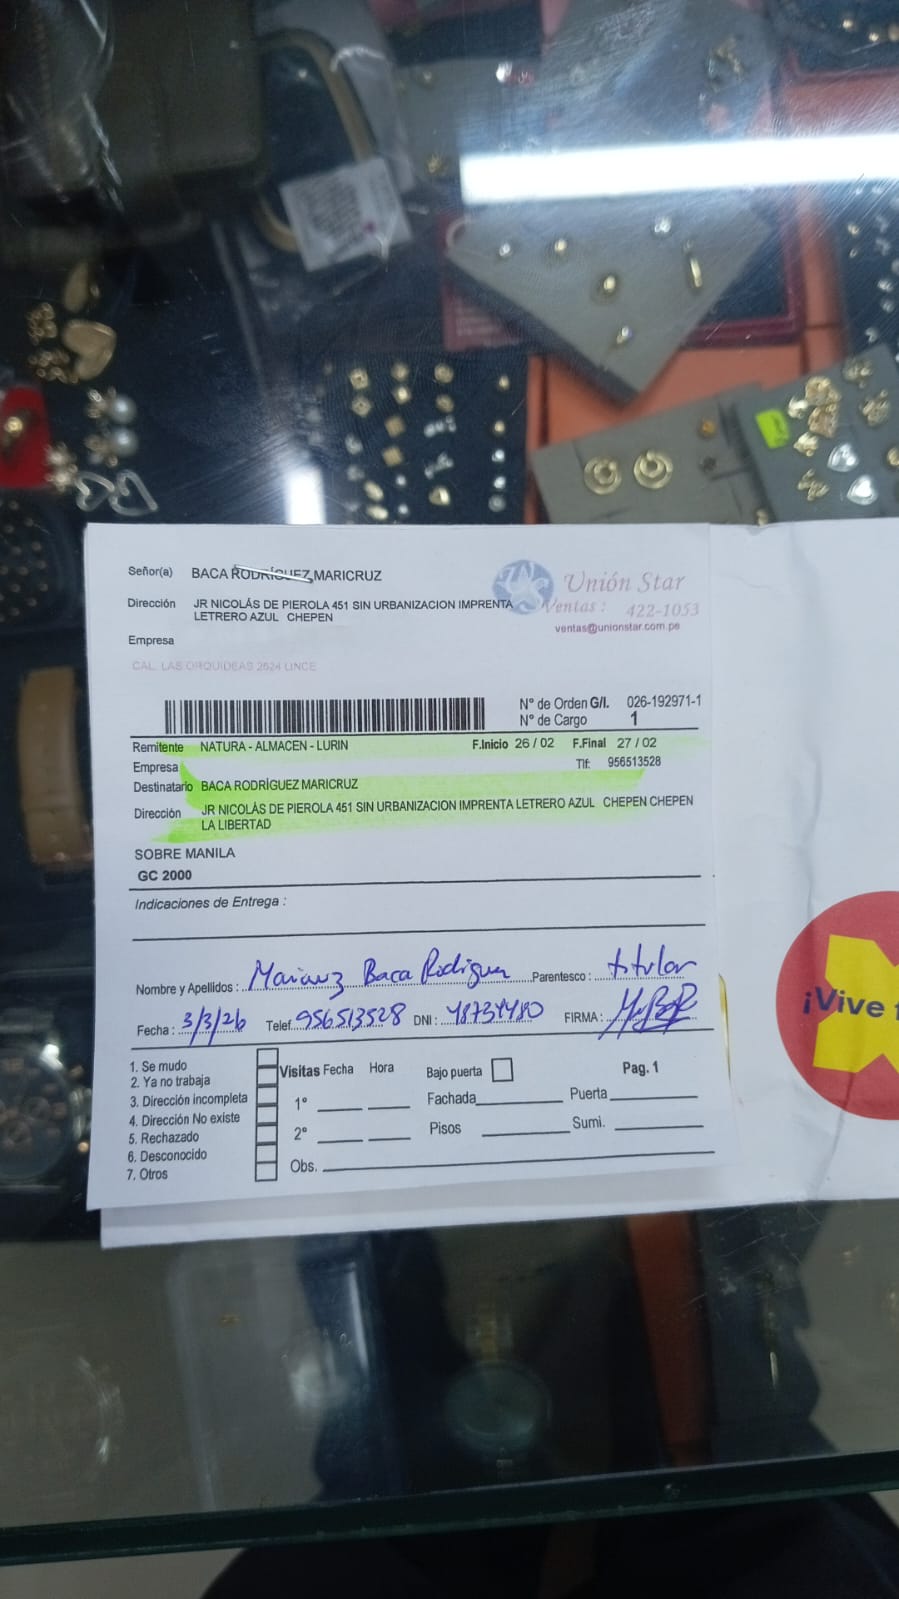 Señor(a) BACA RODRÍGUEZ MARICRUZ
Unión Star
Dirección JR NICOLÁS DE PIEROLA 451 SIN URBANIZACION IMPRENTA
LETRERO AZUL CHEPEN
Ventas: 422-1053
ventas@unionstar.com.pe
Empresa
CAL. LAS ORQUIDEAS 2624 LINCE
Nº de Orden G/I. 026-192971-1
Nº de Cargo 1
Remitente NATURA - ALMACEN - LURIN F.Inicio 26 / 02 F.Final 27 / 02
Empresa Tlf: 956513528
Destinatario BACA RODRÍGUEZ MARICRUZ
Dirección JR NICOLÁS DE PIEROLA 451 SIN URBANIZACION IMPRENTA LETRERO AZUL CHEPEN CHEPEN
LA LIBERTAD
SOBRE MANILA
GC 2000
Indicaciones de Entrega :
Nombre y Apellidos : Maricruz Baca Rodriguez Parentesco : titular
Fecha : 3/3/26 Telef. 956513528 DNI : 48734480 FIRMA :
1. Se mudo
2. Ya no trabaja
3. Dirección incompleta
4. Dirección No existe
5. Rechazado
6. Desconocido
7. Otros
Visitas Fecha Hora Bajo puerta Pag. 1
1° Fachada Puerta
2° Pisos Sumi.
Obs.
¡Vive